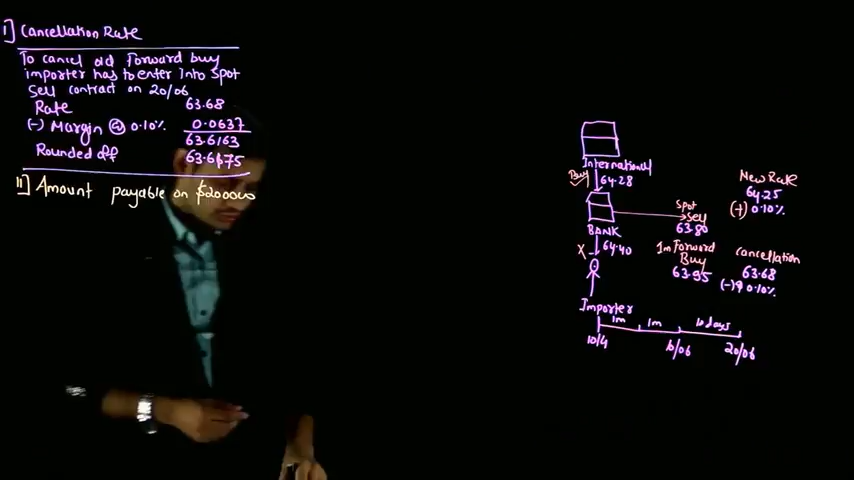 I] Cancellation Rate
To cancel old Forward buy
importer has to enter Into Spot
Sell contract on 20/06
Rate 63.68
(-) Margin @ 0.10% 0.0637
63.6163
Rounded off 63.6175
II] Amount payable on $200000
International
Buy 64.28
BANK
X 64.40
Importer
Spot
Sell
63.80
1m Forward
Buy
63.95
New Rate
64.25
(+) 0.10%
Cancellation
63.68
(-) 0.10%
1m 1m 10 days
10/4 10/06 20/06